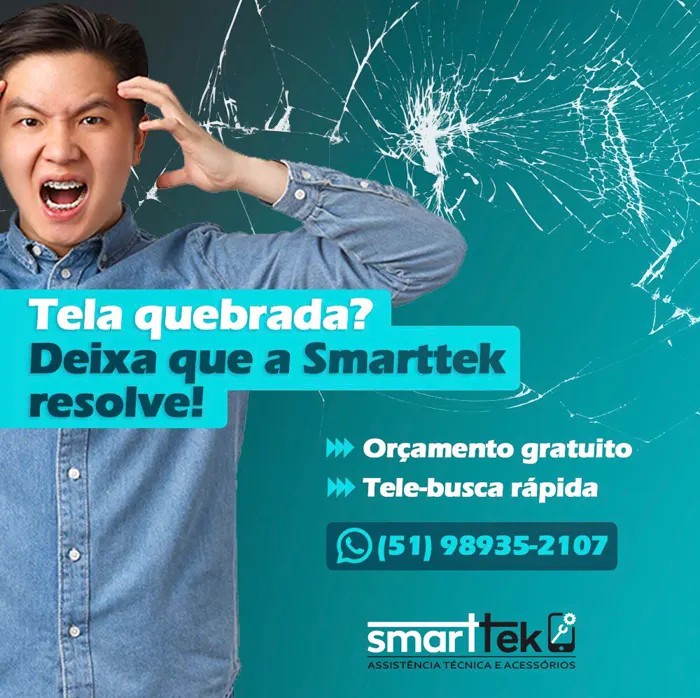 Tela quebrada?
Deixa que a Smarttek
resolve!
Orçamento gratuito
Tele-busca rápida
(51) 98935-2107
smarttek
ASSISTÊNCIA TÉCNICA E ACESSÓRIOS